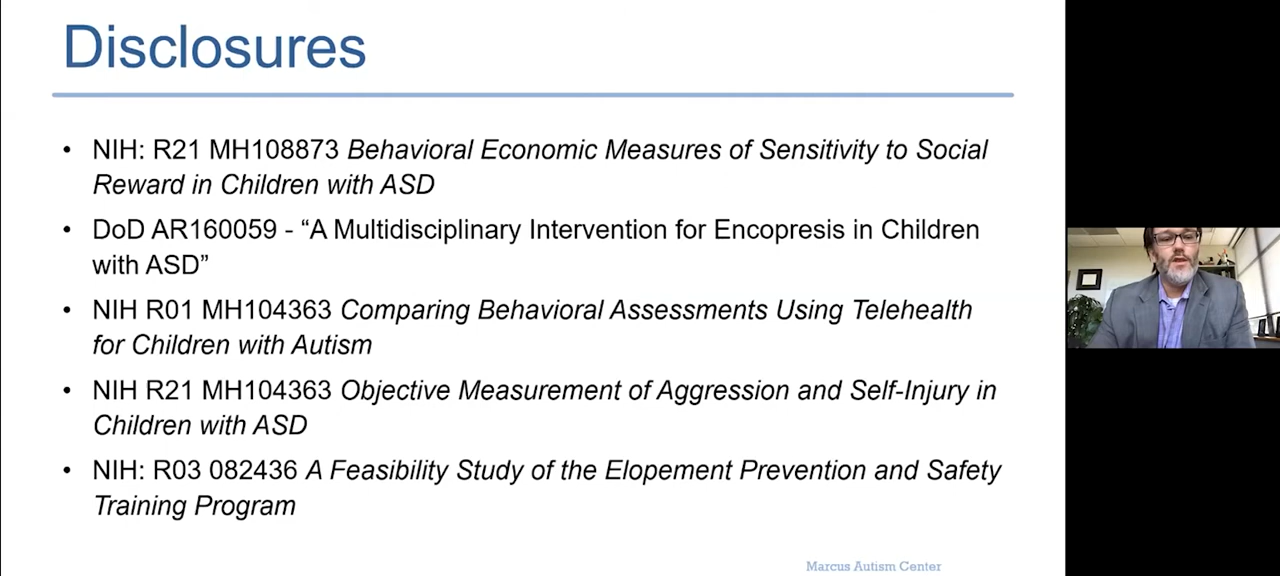 Disclosures
• NIH: R21 MH108873 Behavioral Economic Measures of Sensitivity to Social
Reward in Children with ASD
• DoD AR160059 - “A Multidisciplinary Intervention for Encopresis in Children
with ASD”
• NIH R01 MH104363 Comparing Behavioral Assessments Using Telehealth
for Children with Autism
• NIH R21 MH104363 Objective Measurement of Aggression and Self-Injury in
Children with ASD
• NIH: R03 082436 A Feasibility Study of the Elopement Prevention and Safety
Training Program
Marcus Autism Center